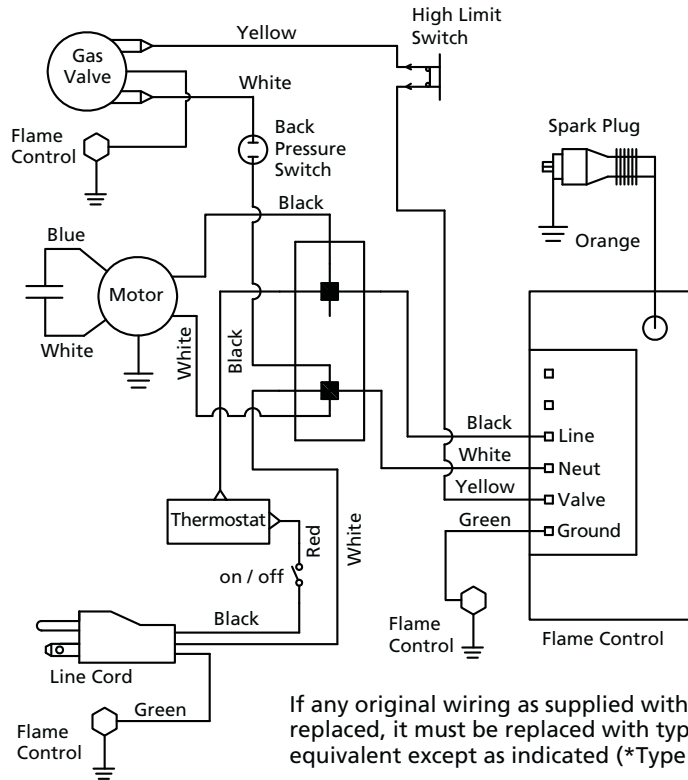 Yellow
High Limit
Switch
Gas
Valve
White
Flame
Control
Back
Pressure
Switch
Spark Plug
Black
Orange
Blue
Motor
White
White
Black
Black
Line
White
Neut
Yellow
Valve
Green
Ground
Thermostat
Red
White
on / off
Black
Line Cord
Flame
Control
Flame Control
Green
Flame
Control
If any original wiring as supplied with
replaced, it must be replaced with typ
equivalent except as indicated (*Type